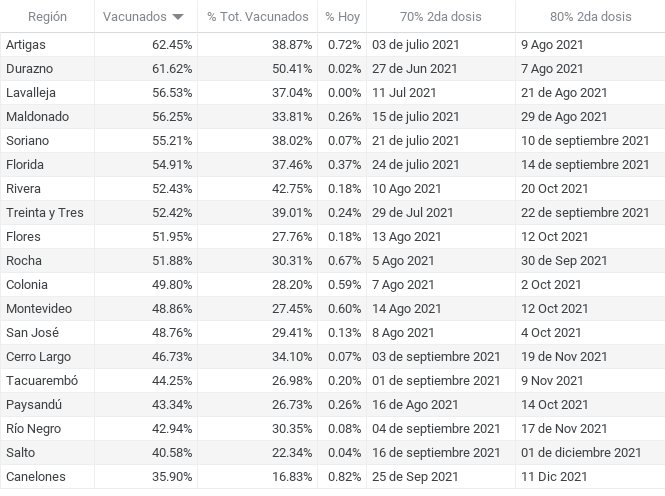 Región Vacunados % Tot. Vacunados % Hoy 70% 2da dosis 80% 2da dosis
Artigas 62.45% 38.87% 0.72% 03 de julio 2021 9 Ago 2021
Durazno 61.62% 50.41% 0.02% 27 de Jun 2021 7 Ago 2021
Lavalleja 56.53% 37.04% 0.00% 11 Jul 2021 21 de Ago 2021
Maldonado 56.25% 33.81% 0.26% 15 de julio 2021 29 de Ago 2021
Soriano 55.21% 38.02% 0.07% 21 de julio 2021 10 de septiembre 2021
Florida 54.91% 37.46% 0.37% 24 de julio 2021 14 de septiembre 2021
Rivera 52.43% 42.75% 0.18% 10 Ago 2021 20 Oct 2021
Treinta y Tres 52.42% 39.01% 0.24% 29 de Jul 2021 22 de septiembre 2021
Flores 51.95% 27.76% 0.18% 13 Ago 2021 12 Oct 2021
Rocha 51.88% 30.31% 0.67% 5 Ago 2021 30 de Sep 2021
Colonia 49.80% 28.20% 0.59% 7 Ago 2021 2 Oct 2021
Montevideo 48.86% 27.45% 0.60% 14 Ago 2021 12 Oct 2021
San José 48.76% 29.41% 0.13% 8 Ago 2021 4 Oct 2021
Cerro Largo 46.73% 34.10% 0.07% 03 de septiembre 2021 19 de Nov 2021
Tacuarembó 44.25% 26.98% 0.20% 01 de septiembre 2021 9 Nov 2021
Paysandú 43.34% 26.73% 0.26% 16 de Ago 2021 14 Oct 2021
Río Negro 42.94% 30.35% 0.08% 04 de septiembre 2021 17 de Nov 2021
Salto 40.58% 22.34% 0.04% 16 de septiembre 2021 01 de diciembre 2021
Canelones 35.90% 16.83% 0.82% 25 de Sep 2021 11 Dic 2021